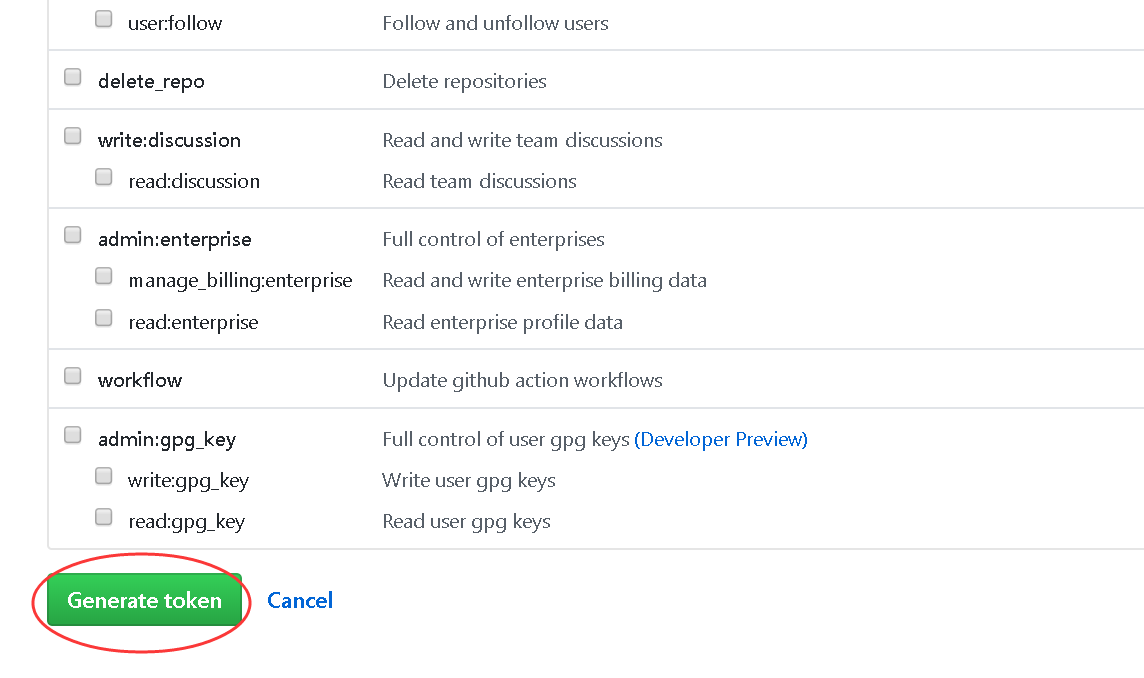 user:follow Follow and unfollow users
delete_repo Delete repositories
write:discussion Read and write team discussions
read:discussion Read team discussions
admin:enterprise Full control of enterprises
manage_billing:enterprise Read and write enterprise billing data
read:enterprise Read enterprise profile data
workflow Update github action workflows
admin:gpg_key Full control of user gpg keys (Developer Preview)
write:gpg_key Write user gpg keys
read:gpg_key Read user gpg keys
Generate token Cancel